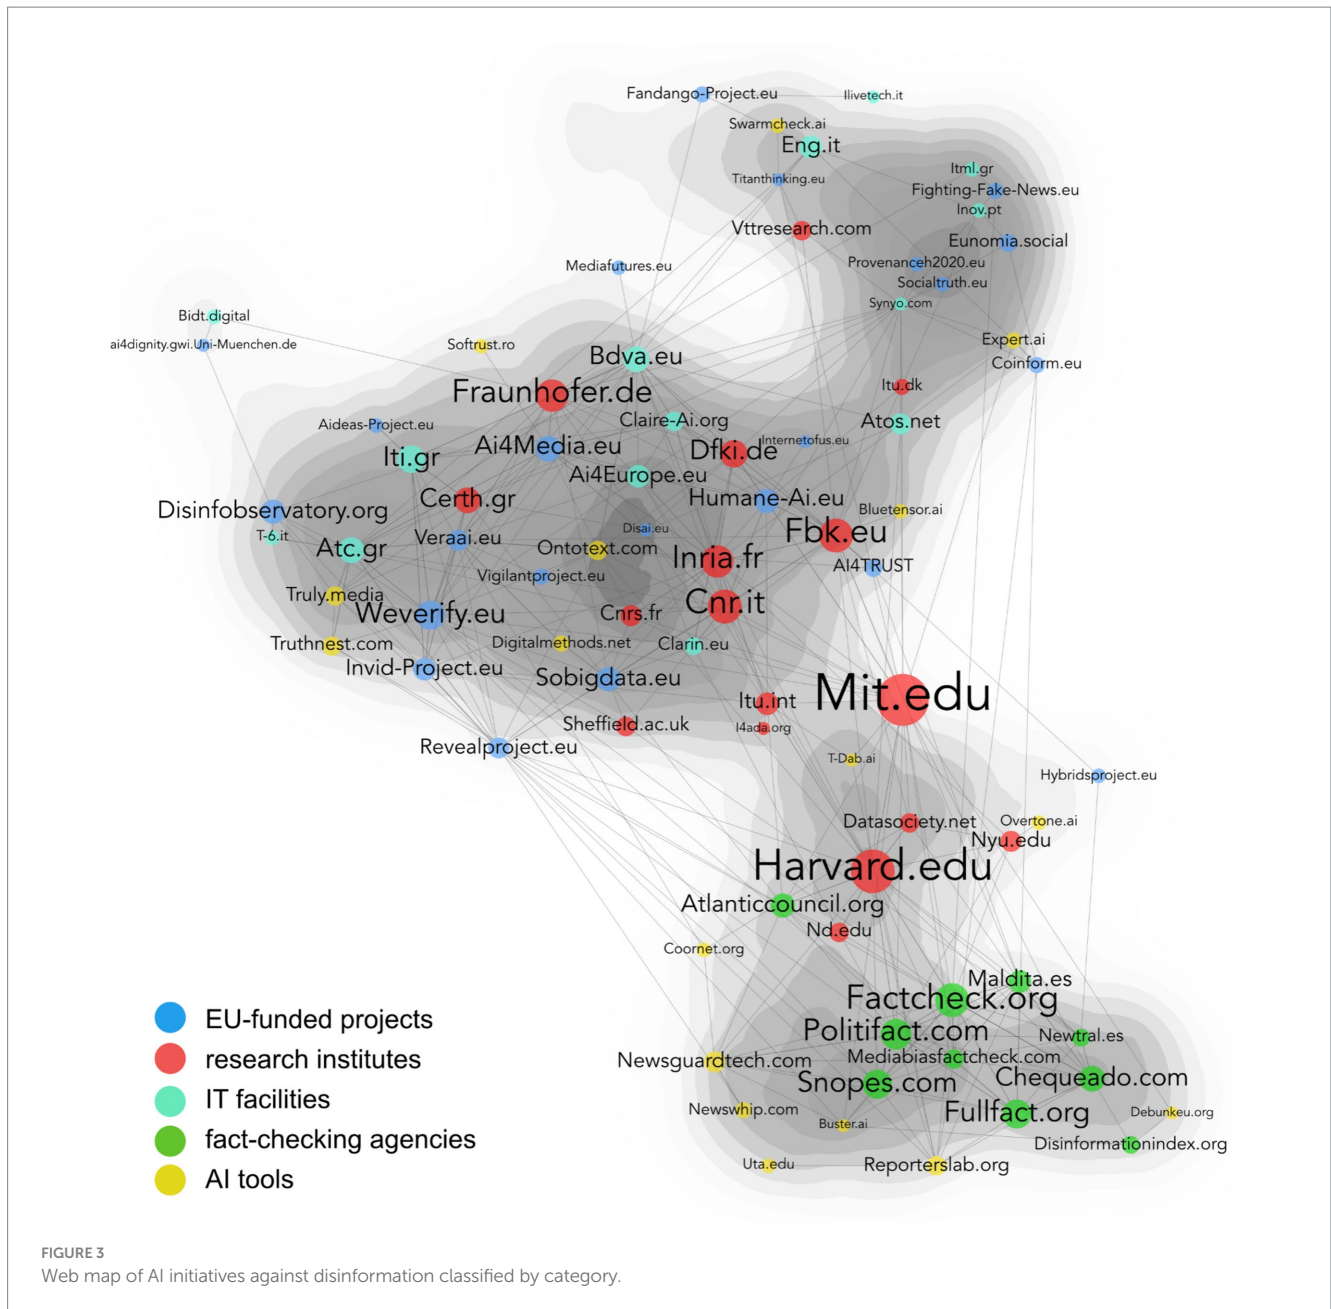 Fandango-Project.eu
Ilivetech.it
Swarmcheck.ai
Eng.it
Itml.gr
Titanthinking.eu
Fighting-Fake-News.eu
Inov.pt
Vttresearch.com
Eunomia.social
Mediafutures.eu
Provenanceh2020.eu
Socialtruth.eu
Synyo.com
Bidt.digital
ai4dignity.gwi.Uni-Muenchen.de
Softrust.ro
Expert.ai
Bdva.eu
Coinform.eu
Fraunhofer.de
Itu.dk
Aideas-Project.eu
Claire-Ai.org
Atos.net
Ai4Media.eu
Internetofus.eu
Iti.gr
Dfki.de
Ai4Europe.eu
Certh.gr
Humane-Ai.eu
Disinfobservatory.org
Bluetensor.ai
T-6.it
Veraai.eu
Disai.eu
Fbk.eu
Atc.gr
Ontotext.com
Inria.fr
AI4TRUST
Vigilantproject.eu
Truly.media
Weverify.eu
Cnrs.fr
Cnr.it
Truthnest.com
Digitalmethods.net
Clarin.eu
Invid-Project.eu
Sobigdata.eu
Mit.edu
Itu.int
Sheffield.ac.uk
I4ada.org
Revealproject.eu
T-Dab.ai
Hybridsproject.eu
Datasociety.net
Overtone.ai
Nyu.edu
Harvard.edu
Atlanticcouncil.org
Nd.edu
Coornet.org
Maldita.es
Factcheck.org
Politifact.com
Newtral.es
Newsguardtech.com
Mediabiasfactcheck.com
Snopes.com
Chequeado.com
Newswhip.com
Fullfact.org
Debunkeu.org
Buster.ai
Disinformationindex.org
Uta.edu
Reporterslab.org
EU-funded projects
research institutes
IT facilities
fact-checking agencies
AI tools
FIGURE 3
Web map of AI initiatives against disinformation classified by category.